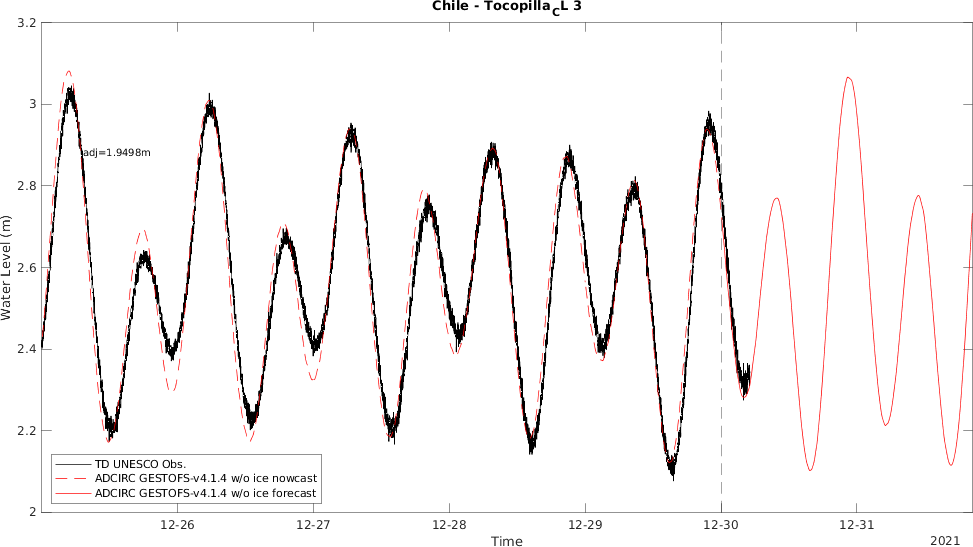 Chile - Tocopilla_CL 3
3.2
3
2.8
2.6
2.4
2.2
2
Water Level (m)
adj=1.9498m
TD UNESCO Obs.
ADCIRC GESTOFS-v4.1.4 w/o ice nowcast
ADCIRC GESTOFS-v4.1.4 w/o ice forecast
12-26
12-27
12-28
12-29
12-30
12-31
Time
2021